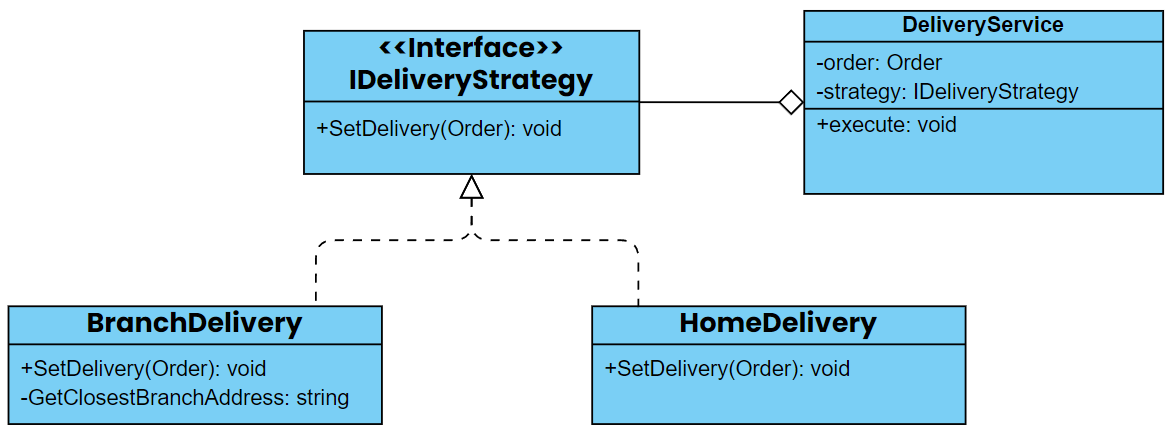 <<Interface>>
IDeliveryStrategy
+SetDelivery(Order): void
DeliveryService
-order: Order
-strategy: IDeliveryStrategy
+execute: void
BranchDelivery
+SetDelivery(Order): void
-GetClosestBranchAddress: string
HomeDelivery
+SetDelivery(Order): void